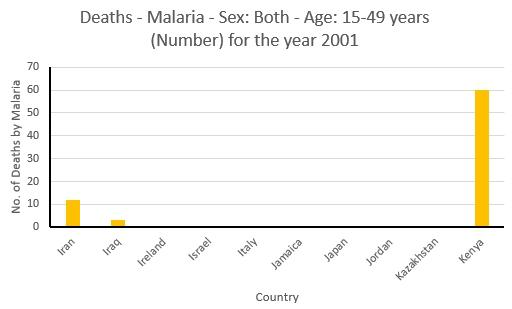 Deaths - Malaria - Sex: Both - Age: 15-49 years
(Number) for the year 2001
No. of Deaths by Malaria
70
60
50
40
30
20
10
0
Iran
Iraq
Ireland
Israel
Italy
Jamaica
Japan
Jordan
Kazakhstan
Kenya
Country